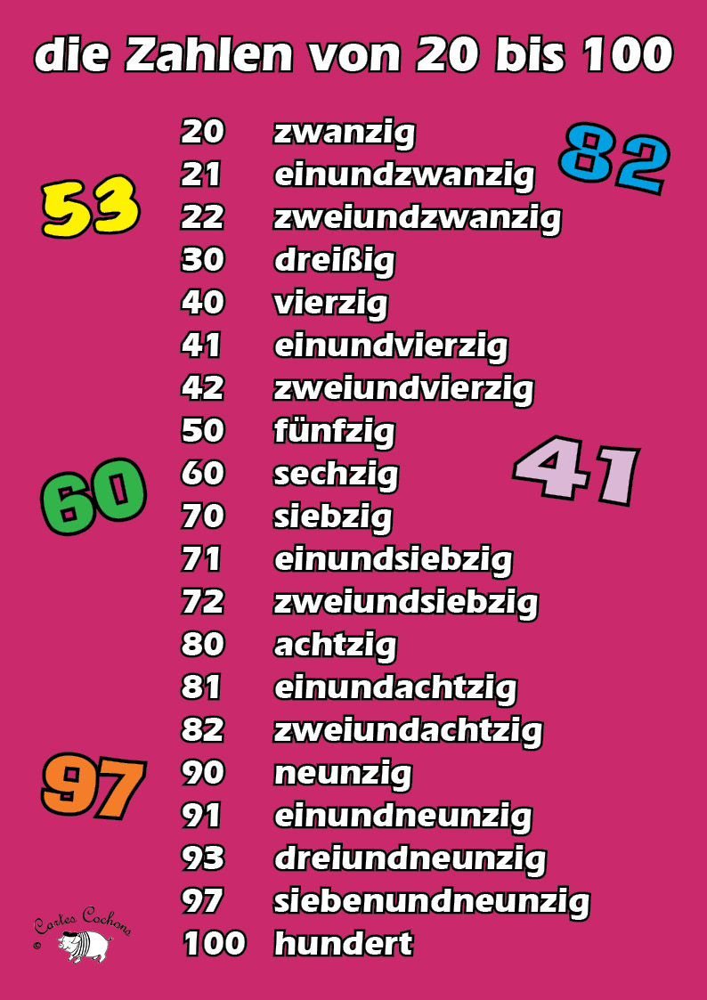 die Zahlen von 20 bis 100
20 zwanzig
82
21 einundzwanzig
53
22 zweiundzwanzig
30 dreißig
40 vierzig
41 einundvierzig
42 zweiundvierzig
50 fünfzig
41
60 sechzig
60
70 siebzig
71 einundsiebzig
72 zweiundsiebzig
80 achtzig
81 einundachtzig
82 zweiundachtzig
90 neunzig
97
91 einundneunzig
93 dreiundneunzig
97 siebenundneunzig
100 hundert
Cartes Cochons
©